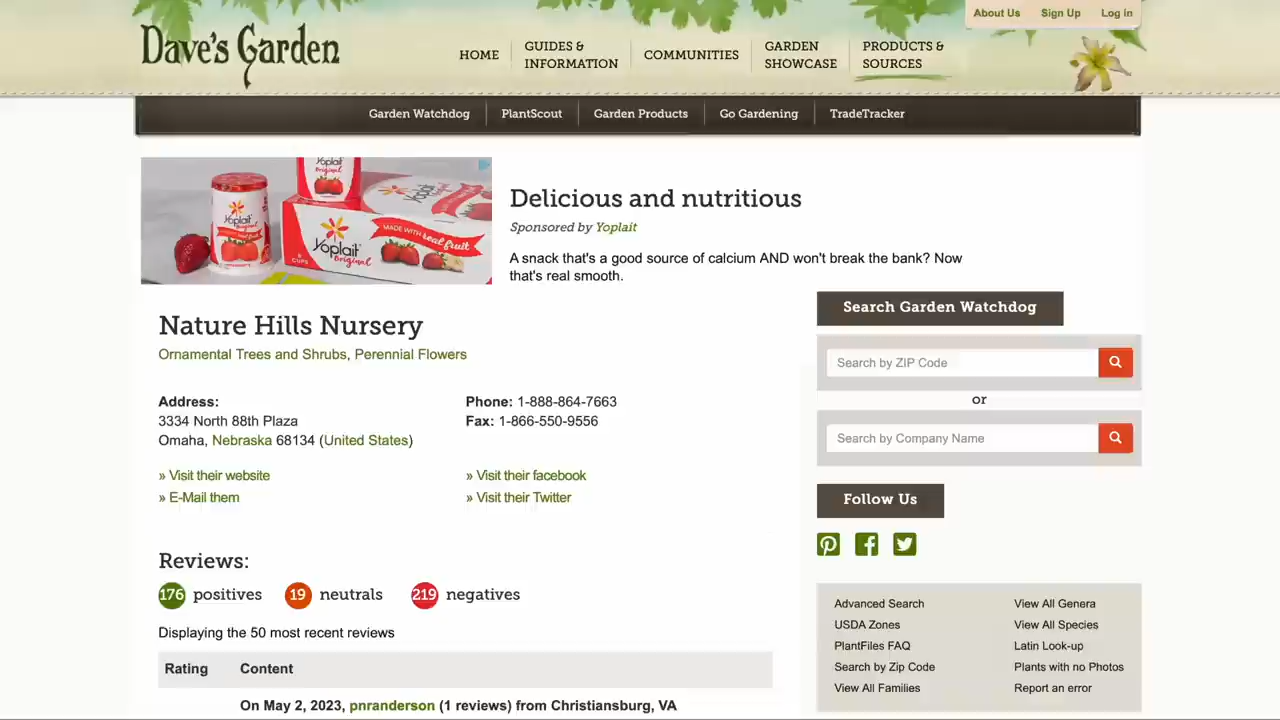 About Us Sign Up Log in
Dave's Garden
HOME
GUIDES &
INFORMATION
COMMUNITIES
GARDEN
SHOWCASE
PRODUCTS &
SOURCES
Garden Watchdog PlantScout Garden Products Go Gardening TradeTracker
Yoplait
Original
Yoplait
Original
MADE WITH real fruit
Delicious and nutritious
Sponsored by Yoplait
A snack that's a good source of calcium AND won't break the bank? Now
that's real smooth.
Nature Hills Nursery
Ornamental Trees and Shrubs, Perennial Flowers
Address:
3334 North 88th Plaza
Omaha, Nebraska 68134 (United States)
Phone: 1-888-864-7663
Fax: 1-866-550-9556
» Visit their website
» E-Mail them
» Visit their facebook
» Visit their Twitter
Reviews:
176 positives 19 neutrals 219 negatives
Displaying the 50 most recent reviews
Rating Content
On May 2, 2023, pnranderson (1 reviews) from Christiansburg, VA
Search Garden Watchdog
Search by ZIP Code
or
Search by Company Name
Follow Us
Advanced Search
USDA Zones
PlantFiles FAQ
Search by Zip Code
View All Families
View All Genera
View All Species
Latin Look-up
Plants with no Photos
Report an error